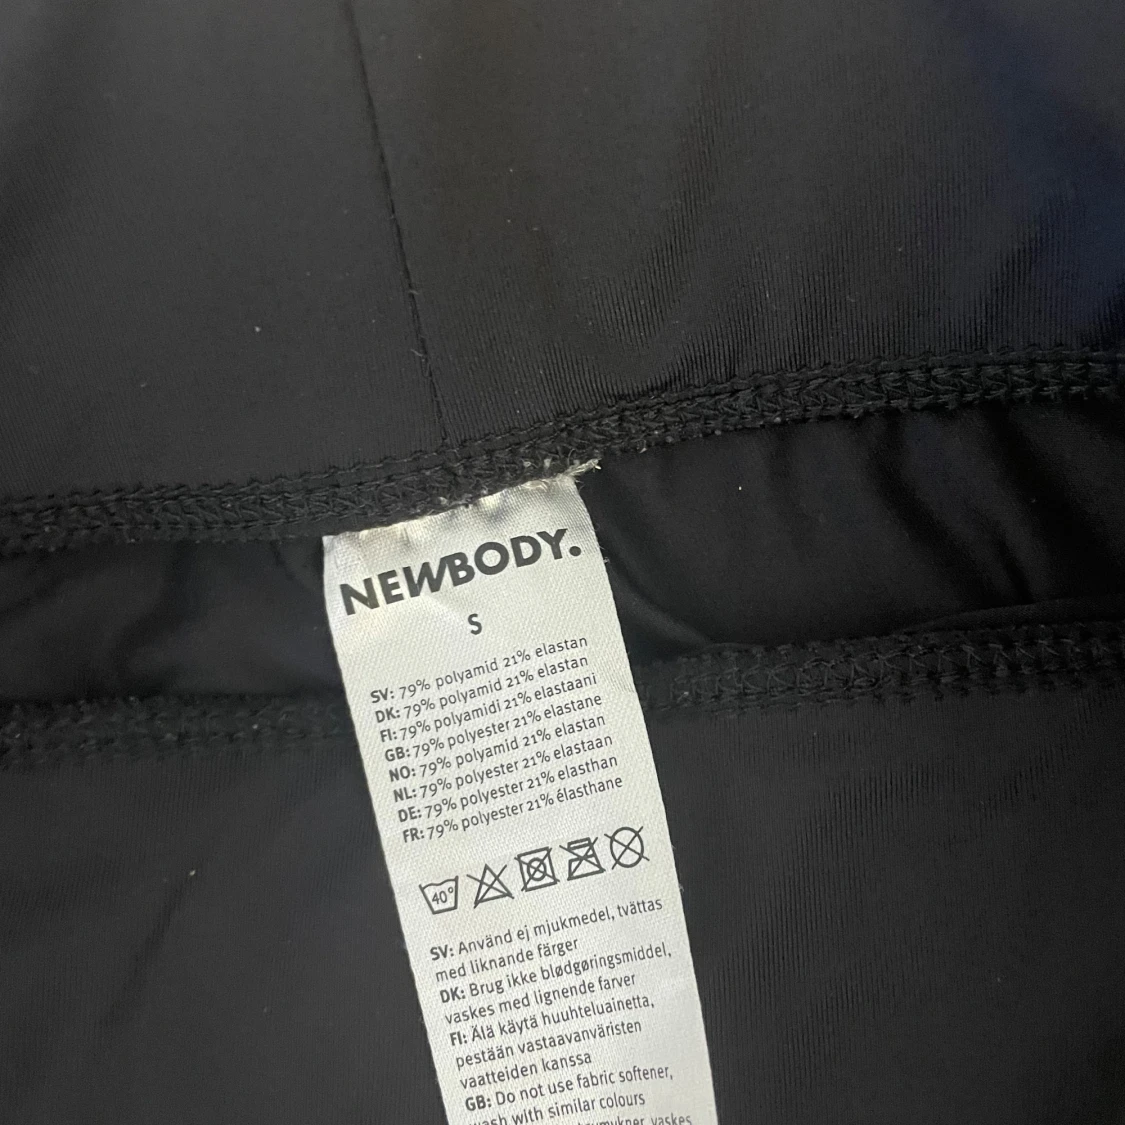 NEWBODY.
S
SV: 79% polyamid 21% elastan
DK: 79% polyamid 21% elastan
FI: 79% polyamidi 21% elastaani
GB: 79% polyester 21% elastane
NO: 79% polyamid 21% elastan
NL: 79% polyester 21% elastaan
DE: 79% polyester 21% elasthan
FR: 79% polyester 21% élasthane
40°
SV: Använd ej mjukmedel, tvättas
med liknande färger
DK: Brug ikke blødgøringsmiddel,
vaskes med lignende farver
FI: Älä käytä huuhteluainetta,
pestään vastaavanväristen
vaatteiden kanssa
GB: Do not use fabric softener,
wash with similar colours
vaskes